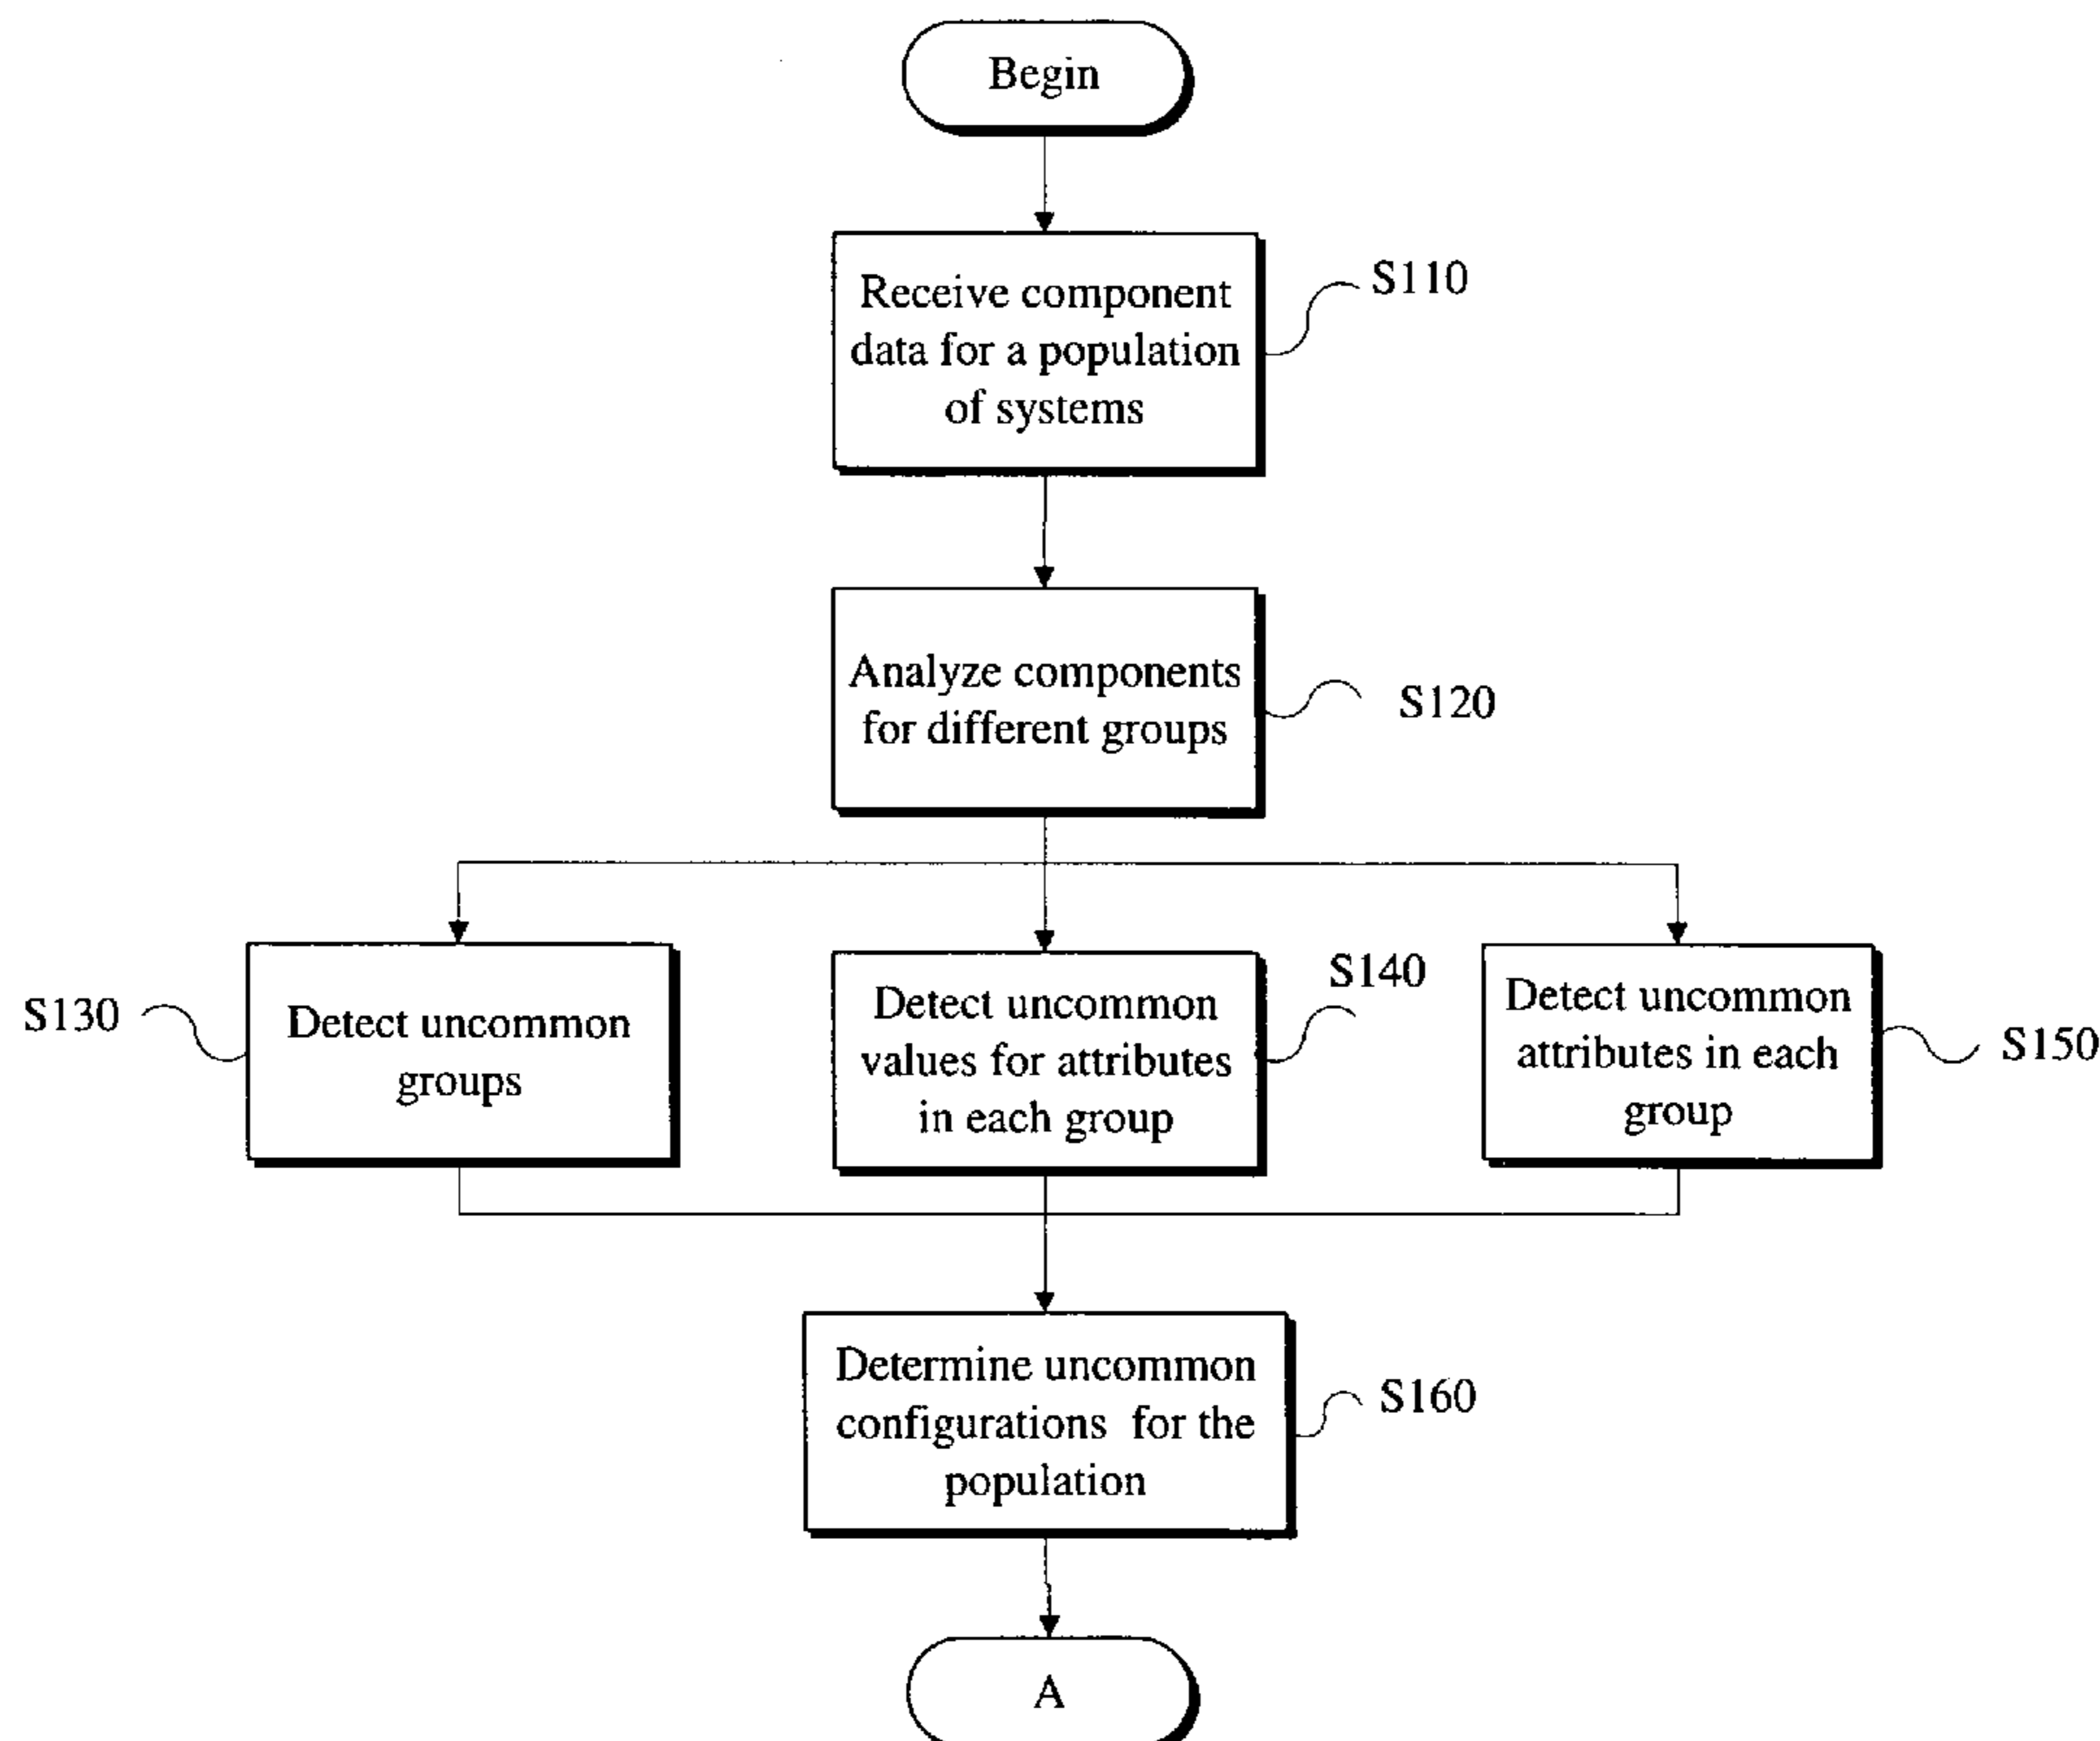 Begin
Receive component
data for a population
of systems
S110
Analyze components
for different groups
S120
S130
Detect uncommon
groups
Detect uncommon
values for attributes
in each group
S140
Detect uncommon
attributes in each
group
S150
Determine uncommon
configurations for the
population
S160
A